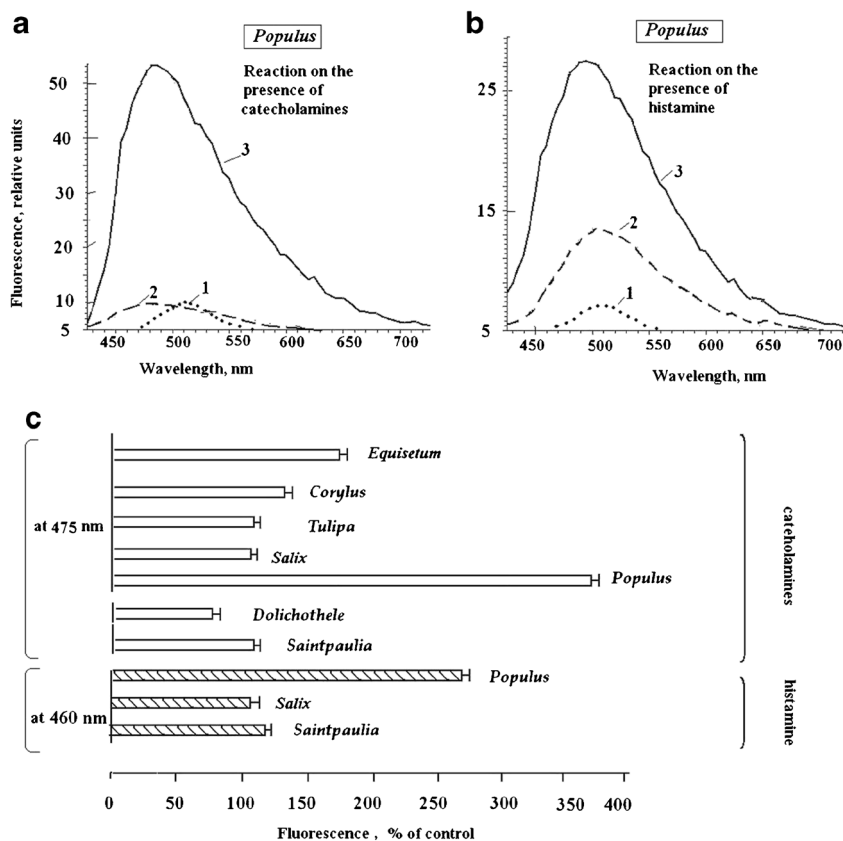 a
Populus
Reaction on the
presence of
catecholamines
Fluorescence, relative units
50
40
30
20
10
5
3
2
1
450
500
550
600
650
700
Wavelength, nm
b
Populus
Reaction on the
presence of
histamine
25
15
5
3
2
1
500
550
600
650
700
Wavelength, nm
c
at 475 nm
Equisetum
Corylus
Tulipa
Salix
Populus
Dolichothele
Saintpaulia
cateholamines
at 460 nm
Populus
Salix
Saintpaulia
histamine
0
50
100
150
200
250
300
350
400
Fluorescence , % of control